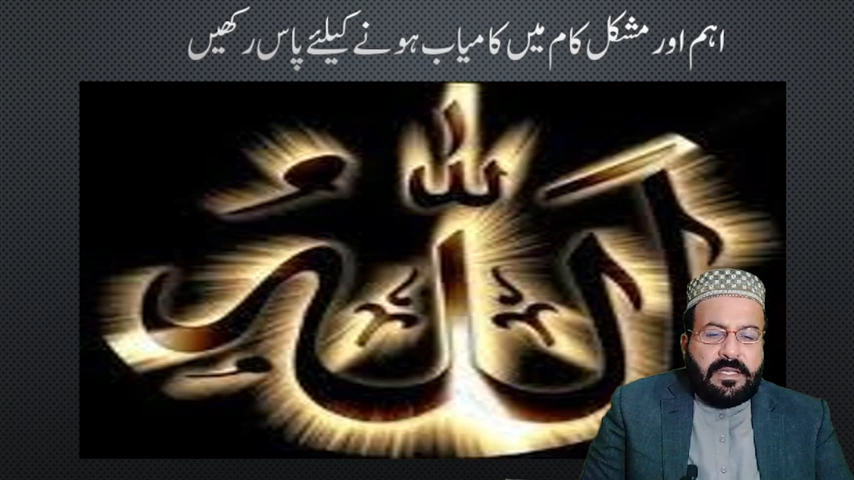 اہم اور مشکل کام میں کامیاب ہونے کیلئے پاس رکھیں
الله